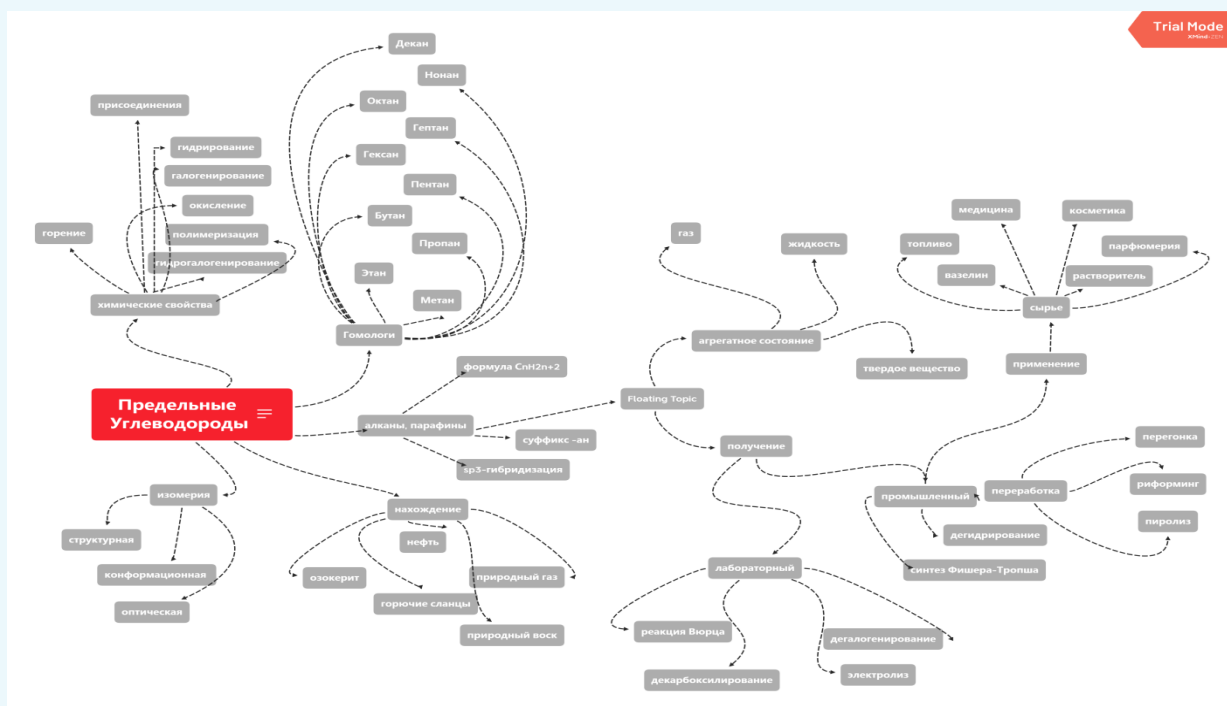 Trial Mode
XMind:ZEN
Декан
Нонан
Октан
Гептан
Гексан
Пентан
Бутан
Пропан
Этан
Метан
Гомологи
присоединения
гидрирование
галогенирование
окисление
полимеризация
горение
гидрогалогенирование
химические свойства
Предельные
Углеводороды
формула СnН2n+2
алканы, парафины
суффикс -ан
sp3-гибридизация
Floating Topic
газ
жидкость
агрегатное состояние
твердое вещество
медицина
косметика
топливо
парфюмерия
вазелин
растворитель
сырье
применение
получение
перегонка
промышленный
переработка
риформинг
пиролиз
дегидрирование
синтез Фишера-Тропша
лабораторный
реакция Вюрца
дегалогенирование
декарбоксилирование
электролиз
изомерия
структурная
конформационная
оптическая
нахождение
нефть
озокерит
природный газ
горючие сланцы
природный воск